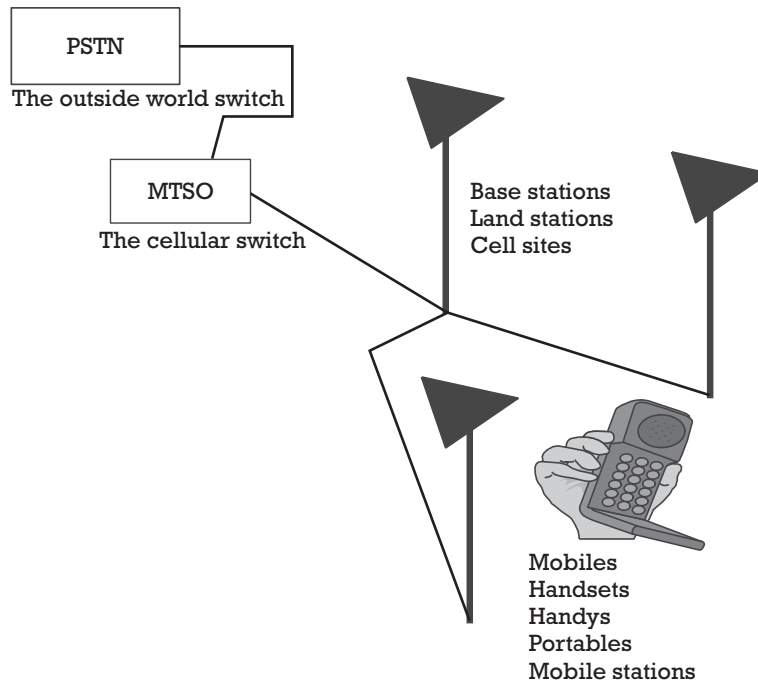 PSTN
The outside world switch
MTSO
The cellular switch
Base stations
Land stations
Cell sites
Mobiles
Handsets
Handys
Portables
Mobile stations